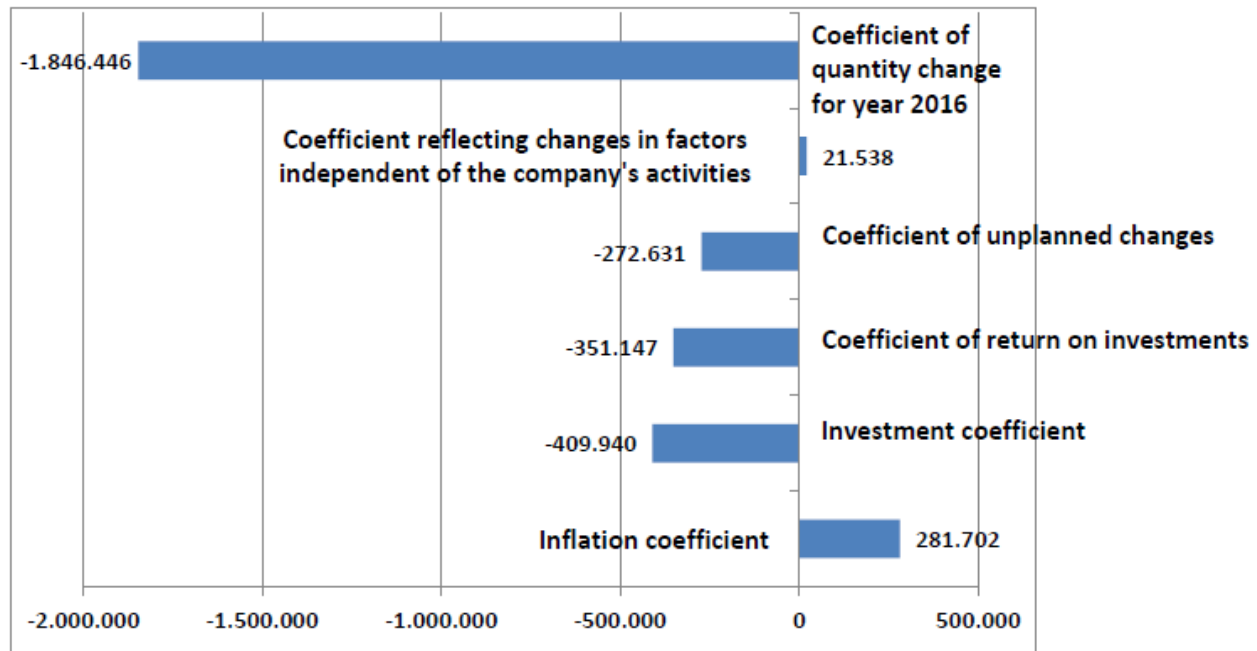 Coefficient of
quantity change
for year 2016
-1.846.446
Coefficient reflecting changes in factors
independent of the company's activities
21.538
Coefficient of unplanned changes
-272.631
Coefficient of return on investments
-351.147
Investment coefficient
-409.940
Inflation coefficient
281.702
-2.000.000 -1.500.000 -1.000.000 -500.000 0 500.000